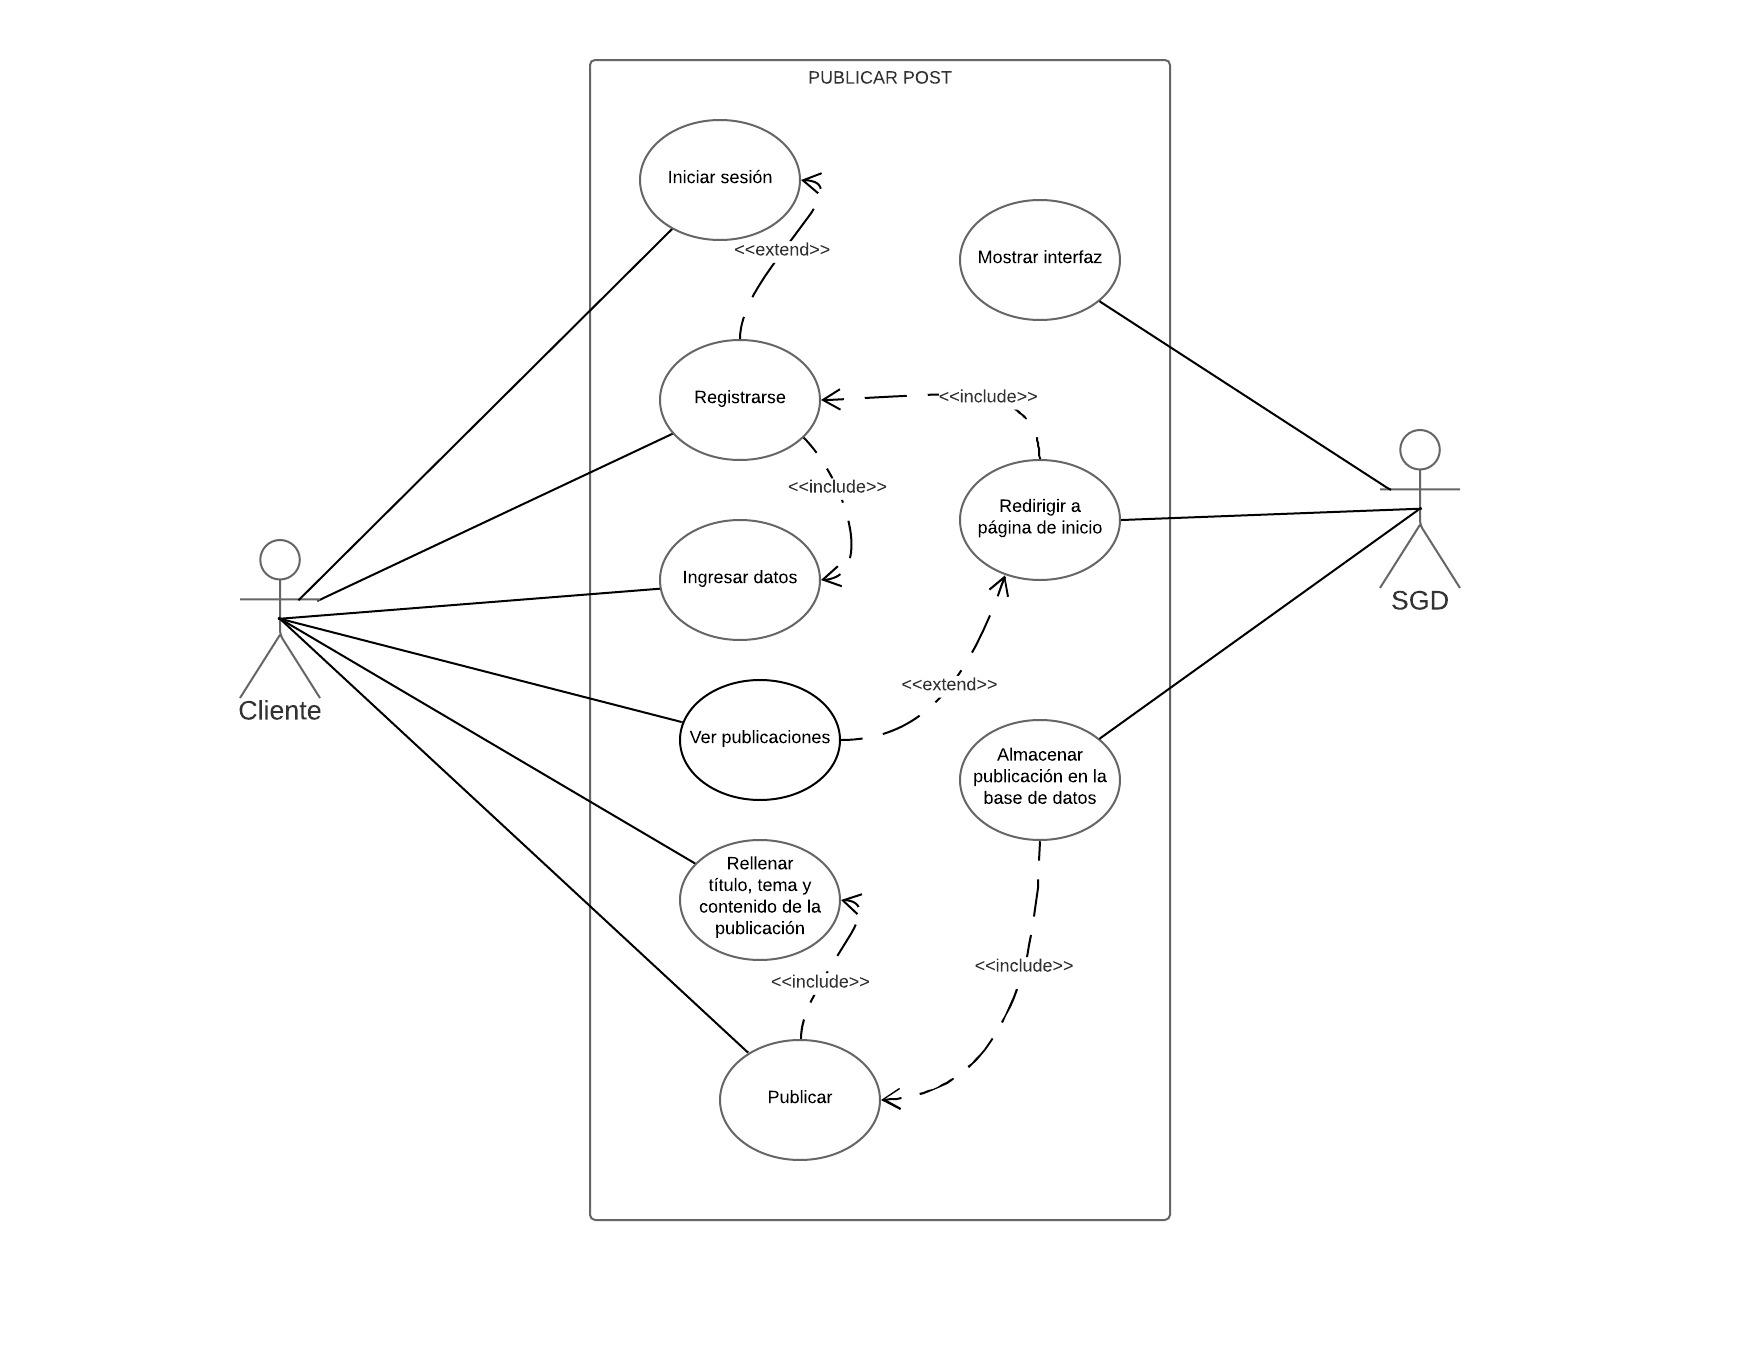 PUBLICAR POST
Iniciar sesión
<<extend>>
Mostrar interfaz
Registrarse
<<include>>
<<include>>
Redirigir a
página de inicio
Ingresar datos
SGD
<<extend>>
Cliente
Ver publicaciones
Almacenar
publicación en la
base de datos
Rellenar
título, tema y
contenido de la
publicación
<<include>>
<<include>>
Publicar